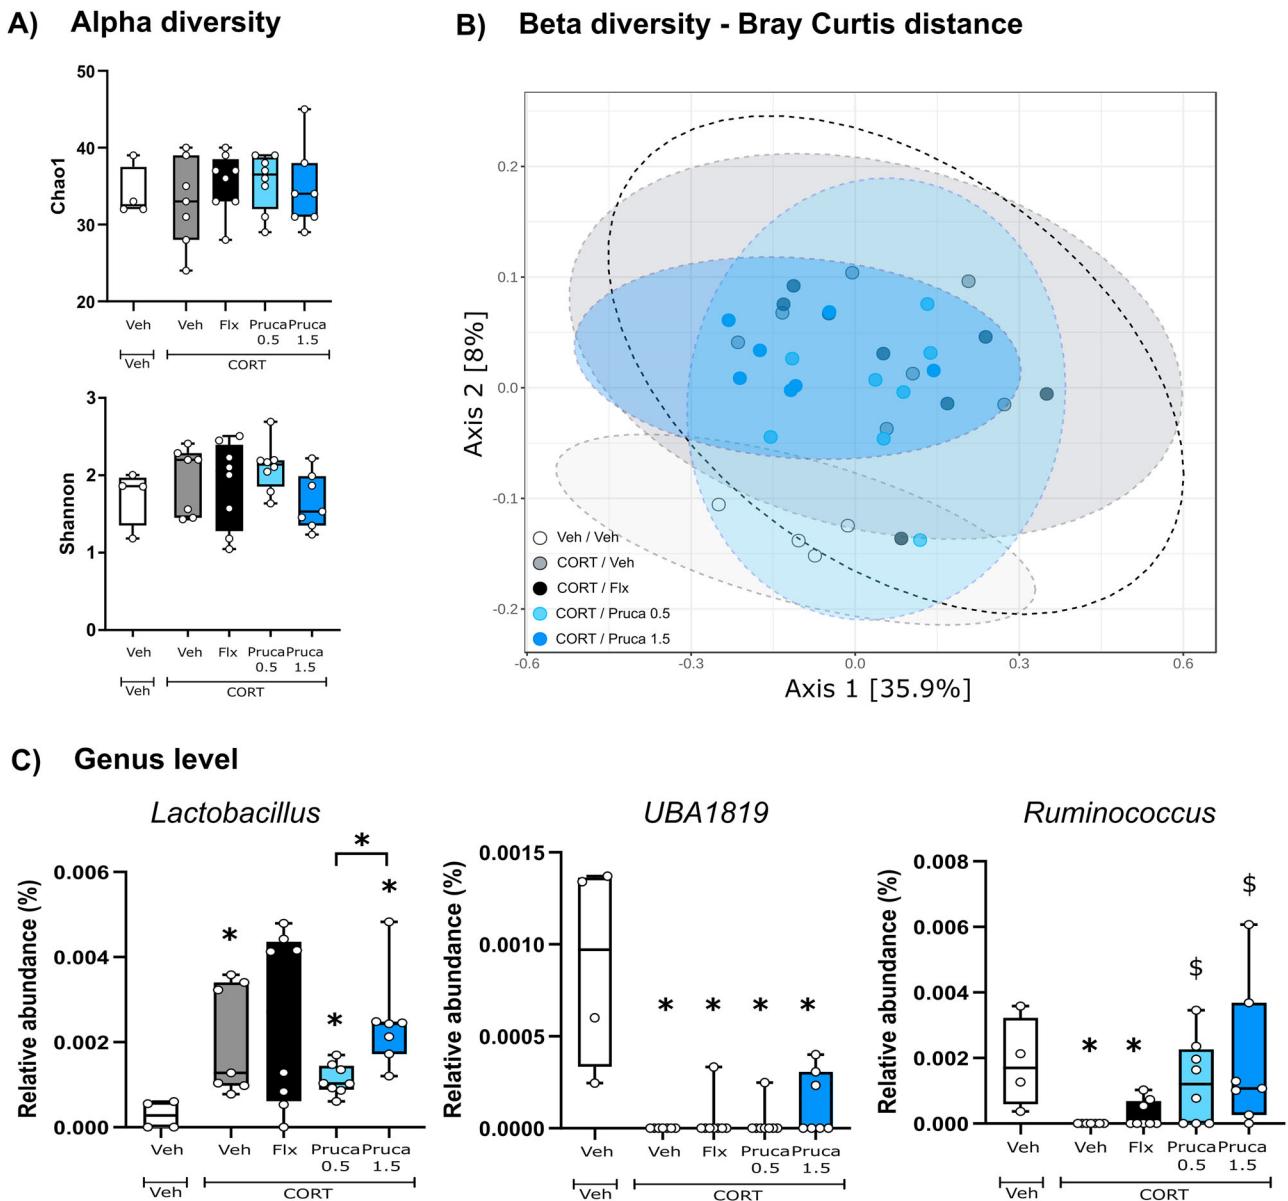 A) Alpha diversity
50
40
30
20
Chao1
Veh Veh Flx Pruca Pruca
0.5 1.5
Veh CORT
3
2
1
0
Shannon
Veh Veh Flx Pruca Pruca
0.5 1.5
Veh CORT
B) Beta diversity - Bray Curtis distance
0.2
0.1
0.0
-0.1
-0.2
Axis 2 [8%]
Veh / Veh
CORT / Veh
CORT / Flx
CORT / Pruca 0.5
CORT / Pruca 1.5
-0.6 -0.3 0.0 0.3 0.6
Axis 1 [35.9%]
C) Genus level
Lactobacillus
0.006
0.004
0.002
0.000
Relative abundance (%)
* * * *
Veh Veh Flx Pruca Pruca
0.5 1.5
Veh CORT
UBA1819
0.0015
0.0010
0.0005
0.0000
Relative abundance (%)
* * * *
Veh Veh Flx Pruca Pruca
0.5 1.5
Veh CORT
Ruminococcus
0.008
0.006
0.004
0.002
0.000
Relative abundance (%)
* * $ $
Veh Veh Flx Pruca Pruca
0.5 1.5
Veh CORT